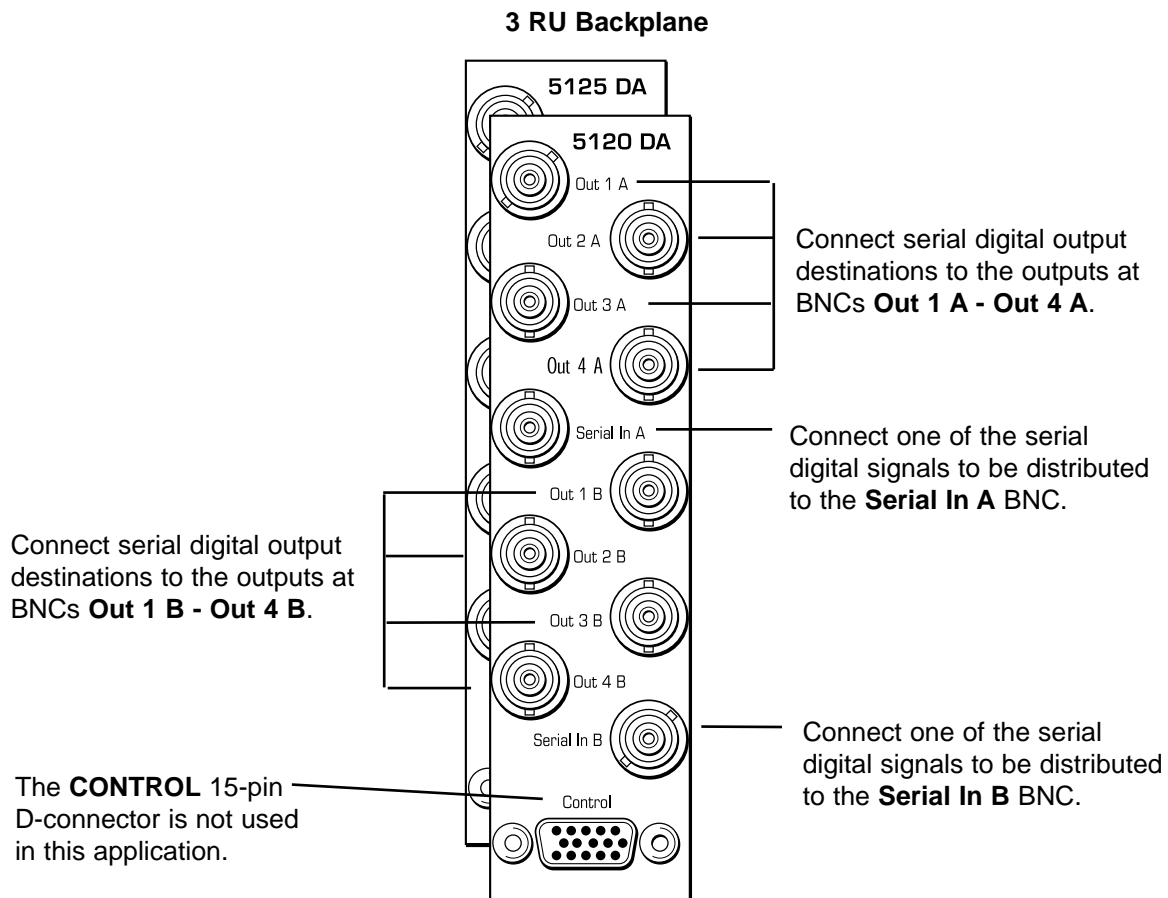 3 RU Backplane
5125 DA
5120 DA
Out 1 A
Out 2 A
Out 3 A
Out 4 A
Serial In A
Out 1 B
Out 2 B
Out 3 B
Out 4 B
Serial In B
Control
Connect serial digital output
destinations to the outputs at
BNCs Out 1 A - Out 4 A.
Connect one of the serial
digital signals to be distributed
to the Serial In A BNC.
Connect serial digital output
destinations to the outputs at
BNCs Out 1 B - Out 4 B.
Connect one of the serial
digital signals to be distributed
to the Serial In B BNC.
The CONTROL 15-pin
D-connector is not used
in this application.